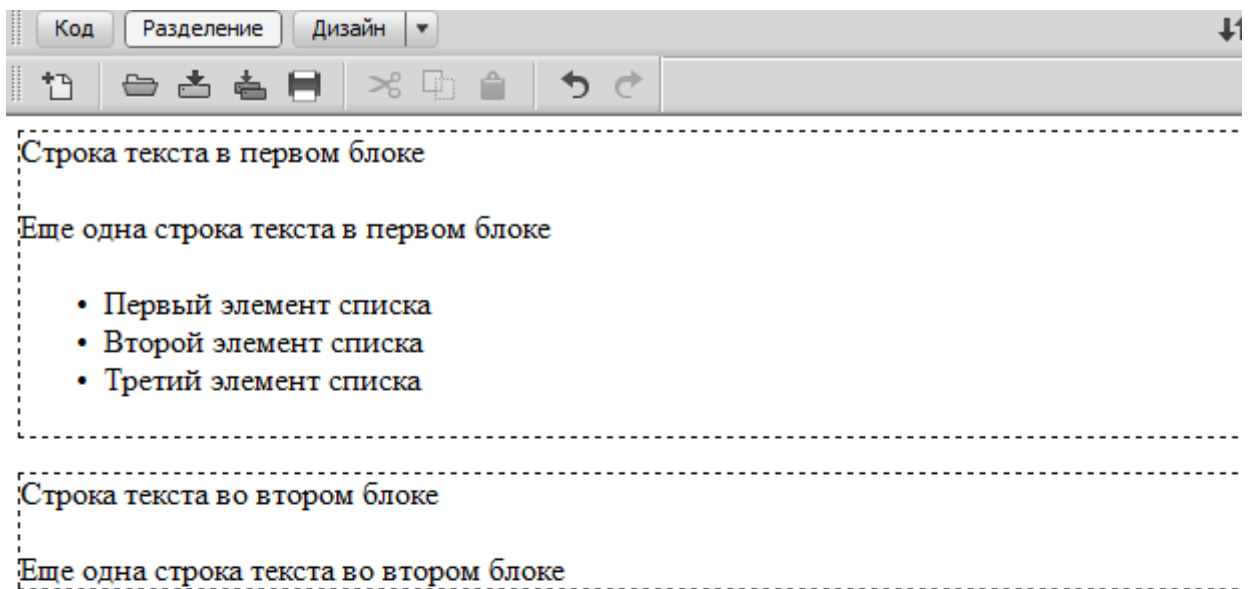 Код Разделение Дизайн
Строка текста в первом блоке
Еще одна строка текста в первом блоке
• Первый элемент списка
• Второй элемент списка
• Третий элемент списка
Строка текста во втором блоке
Еще одна строка текста во втором блоке